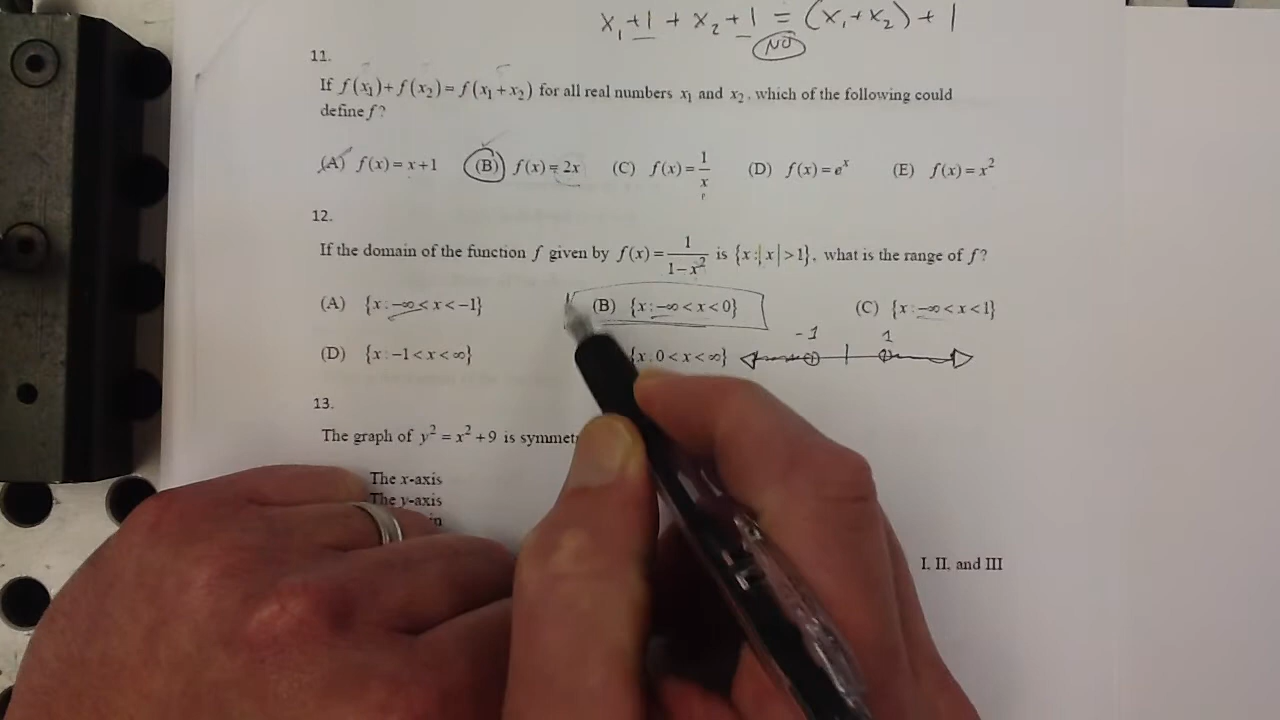 x₁+1 + x₂+1 = (x₁+x₂)+1
NO
11.
If f(x₁)+f(x₂)=f(x₁+x₂) for all real numbers x₁ and x₂, which of the following could
define f?
(A) f(x)=x+1 (B) f(x)=2x (C) f(x)=1/x (D) f(x)=eˣ (E) f(x)=x²
12.
If the domain of the function f given by f(x)=1/(1−x²) is {x:|x|>1}, what is the range of f?
(A) {x:−∞<x<−1} (B) {x:−∞<x<0} (C) {x:−∞<x<1}
-1 1
(D) {x:−1<x<∞} {x:0<x<∞}
13.
The graph of y²=x²+9 is symmet
The x-axis
The y-axis
in
I, II, and III